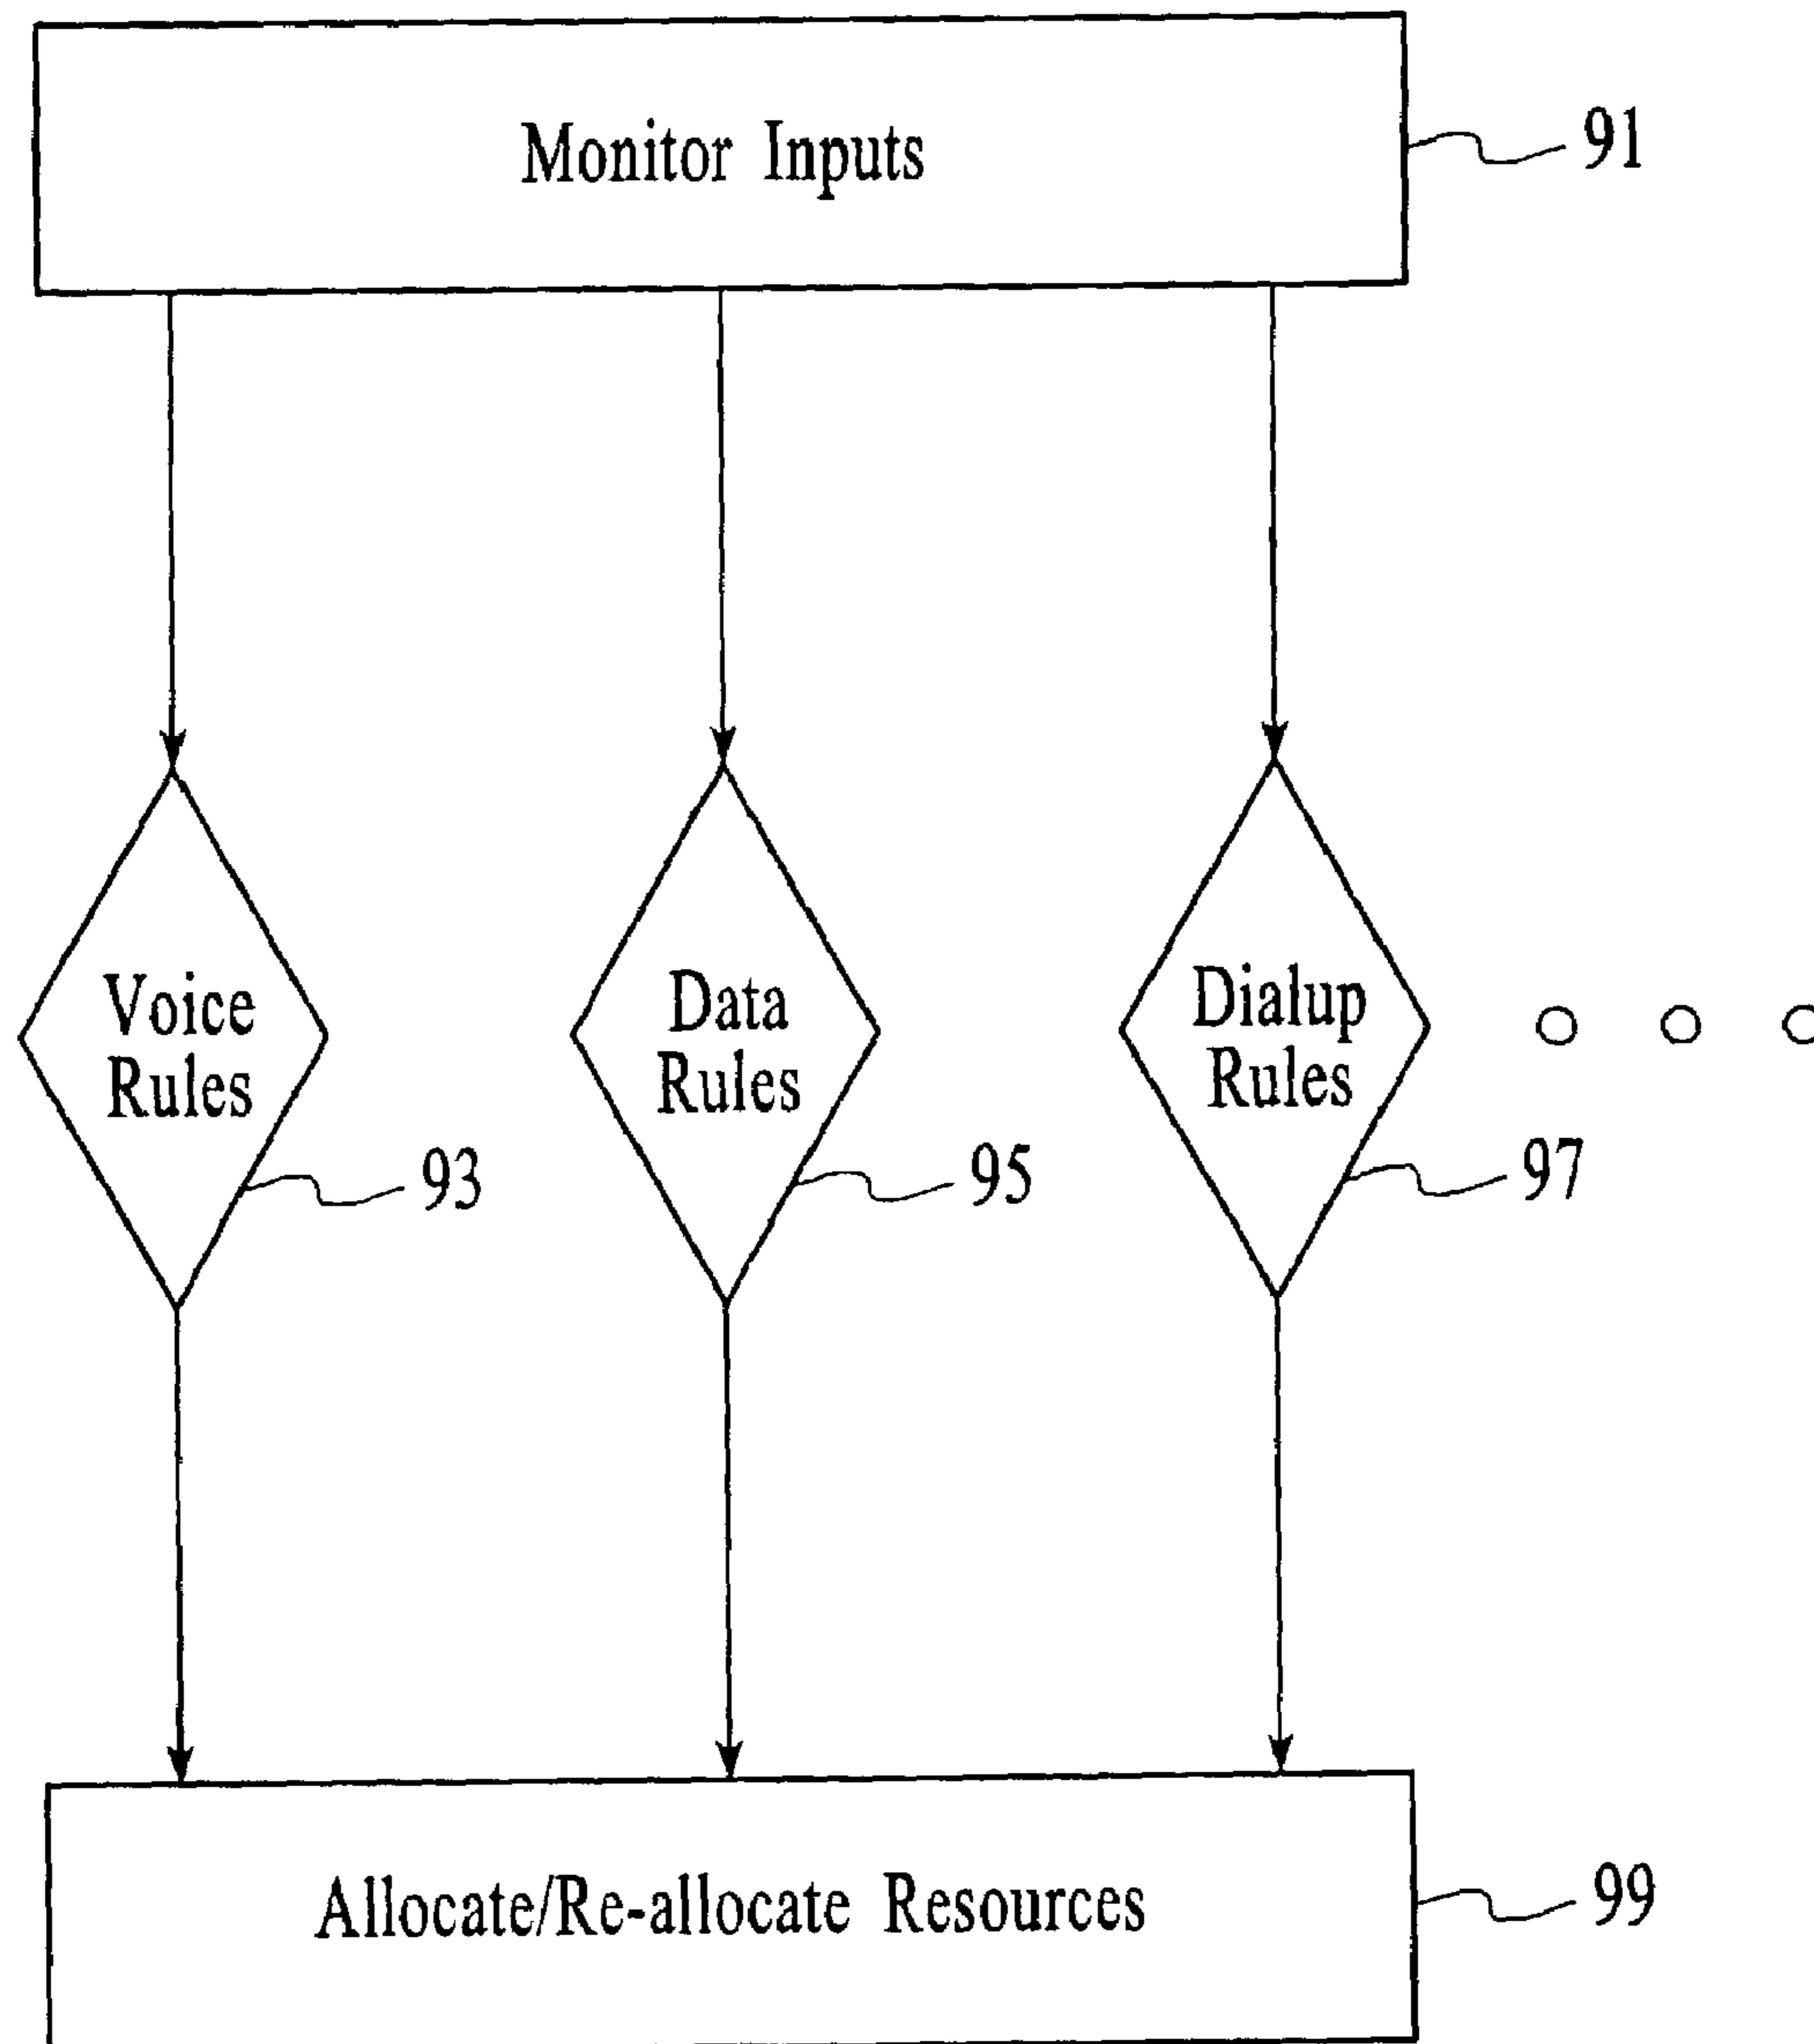 Monitor Inputs
91
Voice
Rules
93
Data
Rules
95
Dialup
Rules
97
Allocate/Re-allocate Resources
99